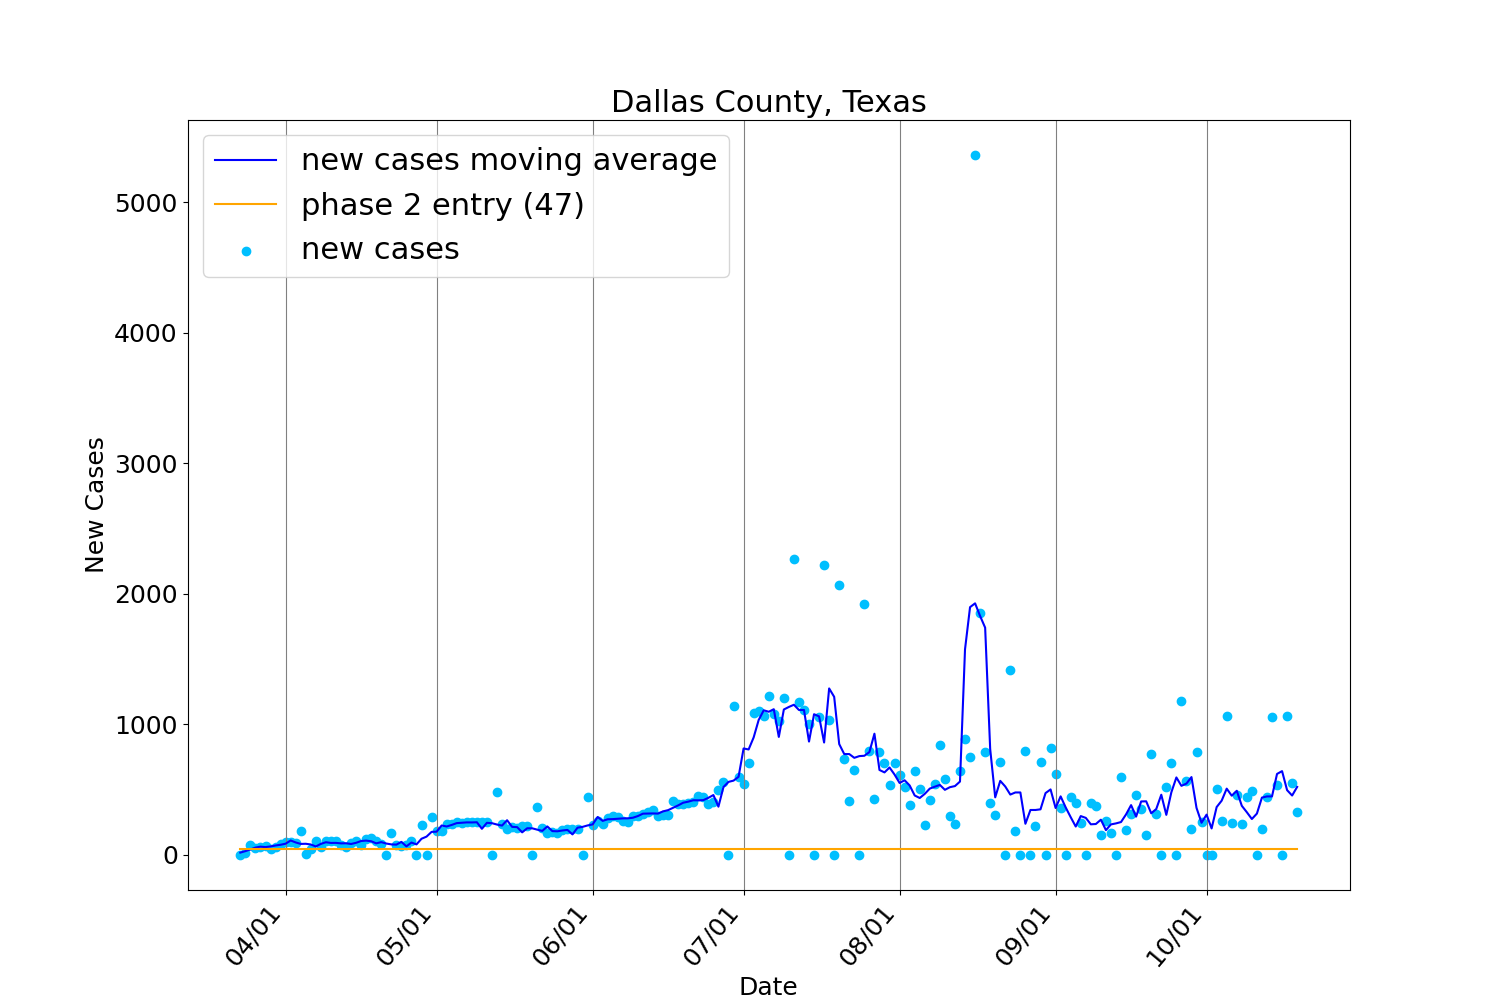 Dallas County, Texas
new cases moving average
phase 2 entry (47)
new cases
New Cases
5000
4000
3000
2000
1000
0
04/01
05/01
06/01
07/01
08/01
09/01
10/01
Date